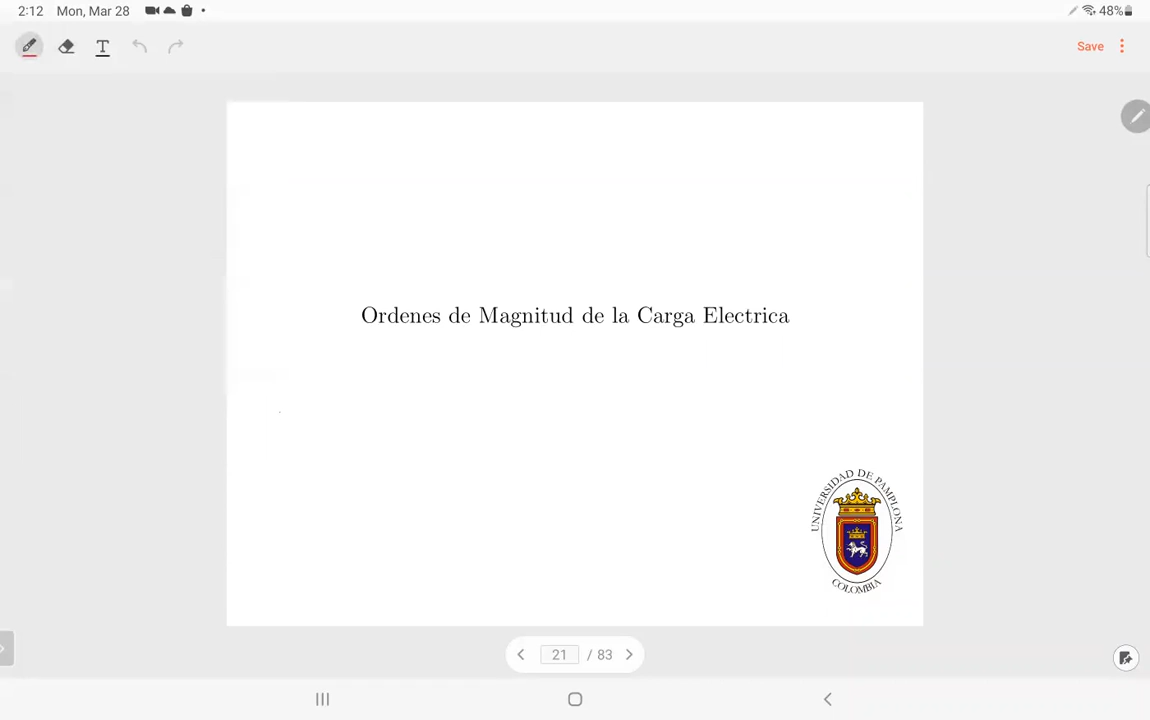 2:12 Mon, Mar 28
48%
T
Save
Ordenes de Magnitud de la Carga Electrica
UNIVERSIDAD DE PAMPLONA
COLOMBIA
21 / 83